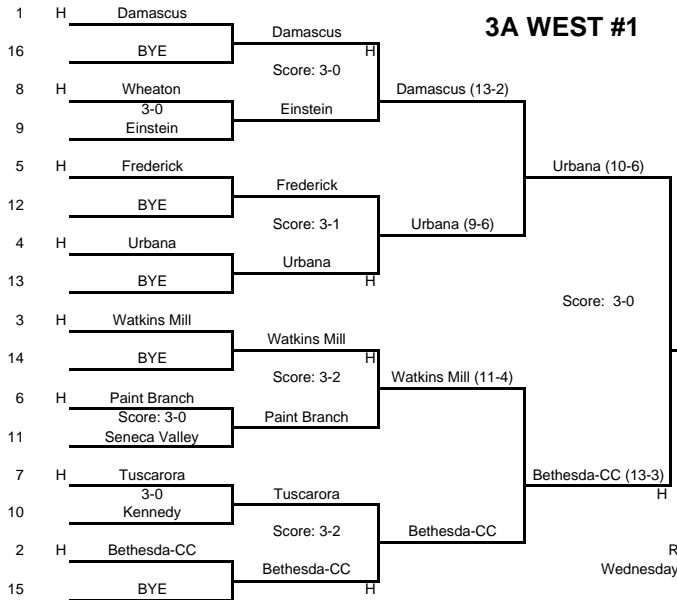 3A WEST #1
1 H Damascus
16 BYE
Damascus
H
Score: 3-0
8 H Wheaton
3-0
9 Einstein
Einstein
Damascus (13-2)
5 H Frederick
12 BYE
Frederick
Score: 3-1
4 H Urbana
13 BYE
Urbana
H
Urbana (9-6)
Urbana (10-6)
Score: 3-0
3 H Watkins Mill
14 BYE
Watkins Mill
H
Score: 3-2
6 H Paint Branch
Score: 3-0
11 Seneca Valley
Paint Branch
Watkins Mill (11-4)
7 H Tuscarora
3-0
10 Kennedy
Tuscarora
Score: 3-2
2 H Bethesda-CC
15 BYE
Bethesda-CC
H
Bethesda-CC
Bethesda-CC (13-3)
H
R
Wednesday